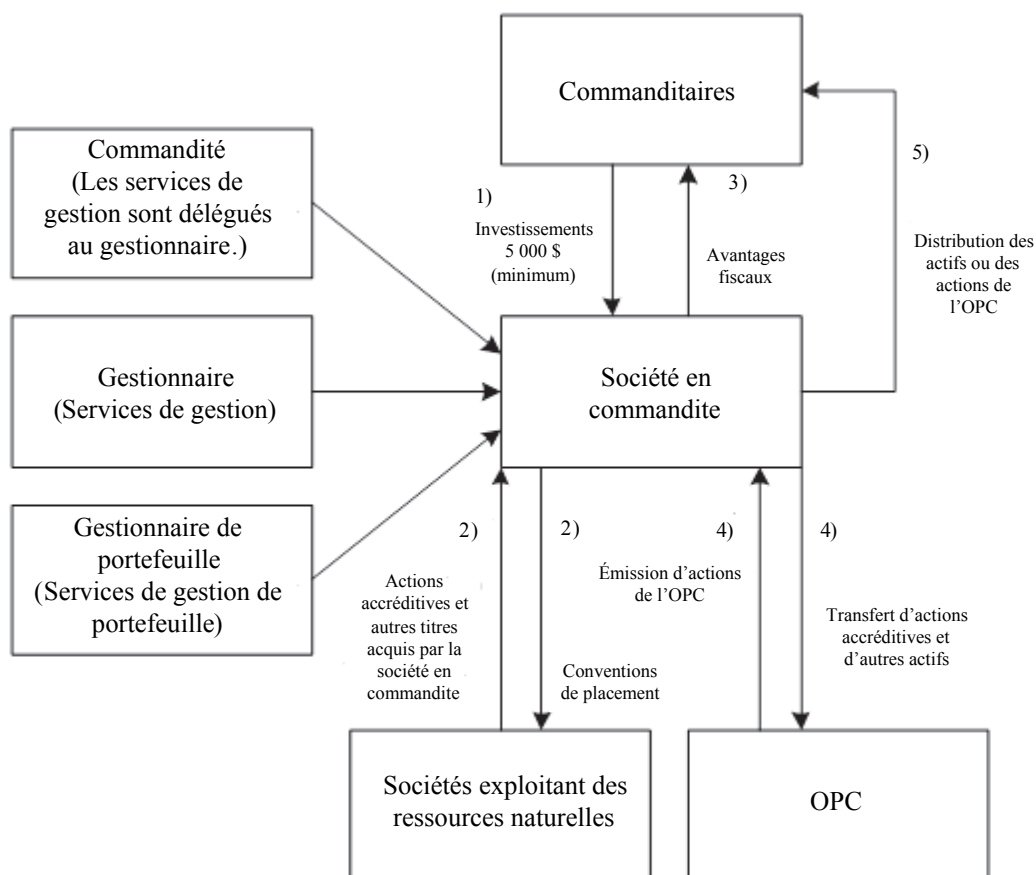 Commanditaires
Commandité
(Les services de
gestion sont délégués
au gestionnaire.)
1)
Investissements
5 000 $
(minimum)
3)
Avantages
fiscaux
5)
Distribution des
actifs ou des
actions de
l’OPC
Gestionnaire
(Services de gestion)
Société en
commandite
Gestionnaire de
portefeuille
(Services de gestion de
portefeuille)
2)
Actions
accréditives et
autres titres
acquis par la
société en
commandite
2)
Conventions
de placement
4)
Émission d’actions
de l’OPC
4)
Transfert d’actions
accréditives et
d’autres actifs
Sociétés exploitant des
ressources naturelles
OPC